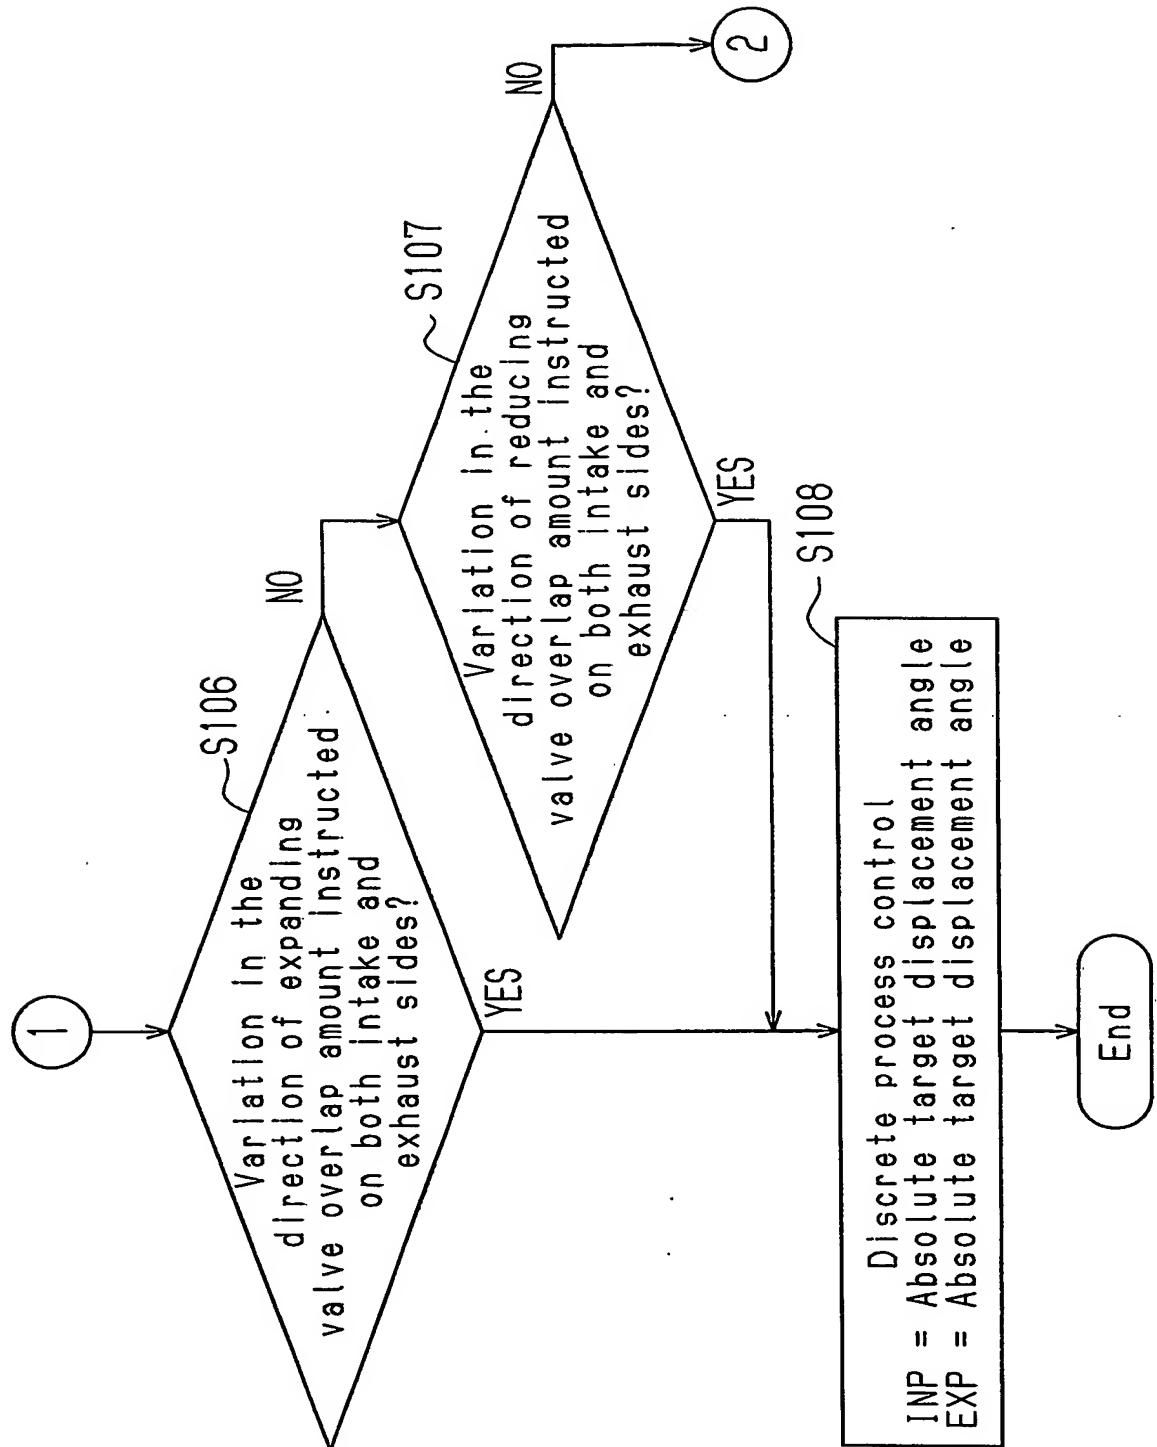 1
S106
Variation in the
direction of expanding
valve overlap amount instructed
on both intake and
exhaust sides?
NO
YES
S107
Variation in the
direction of reducing
valve overlap amount instructed
on both intake and
exhaust sides?
NO
2
YES
S108
Discrete process control
INP = Absolute target displacement angle
EXP = Absolute target displacement angle
End